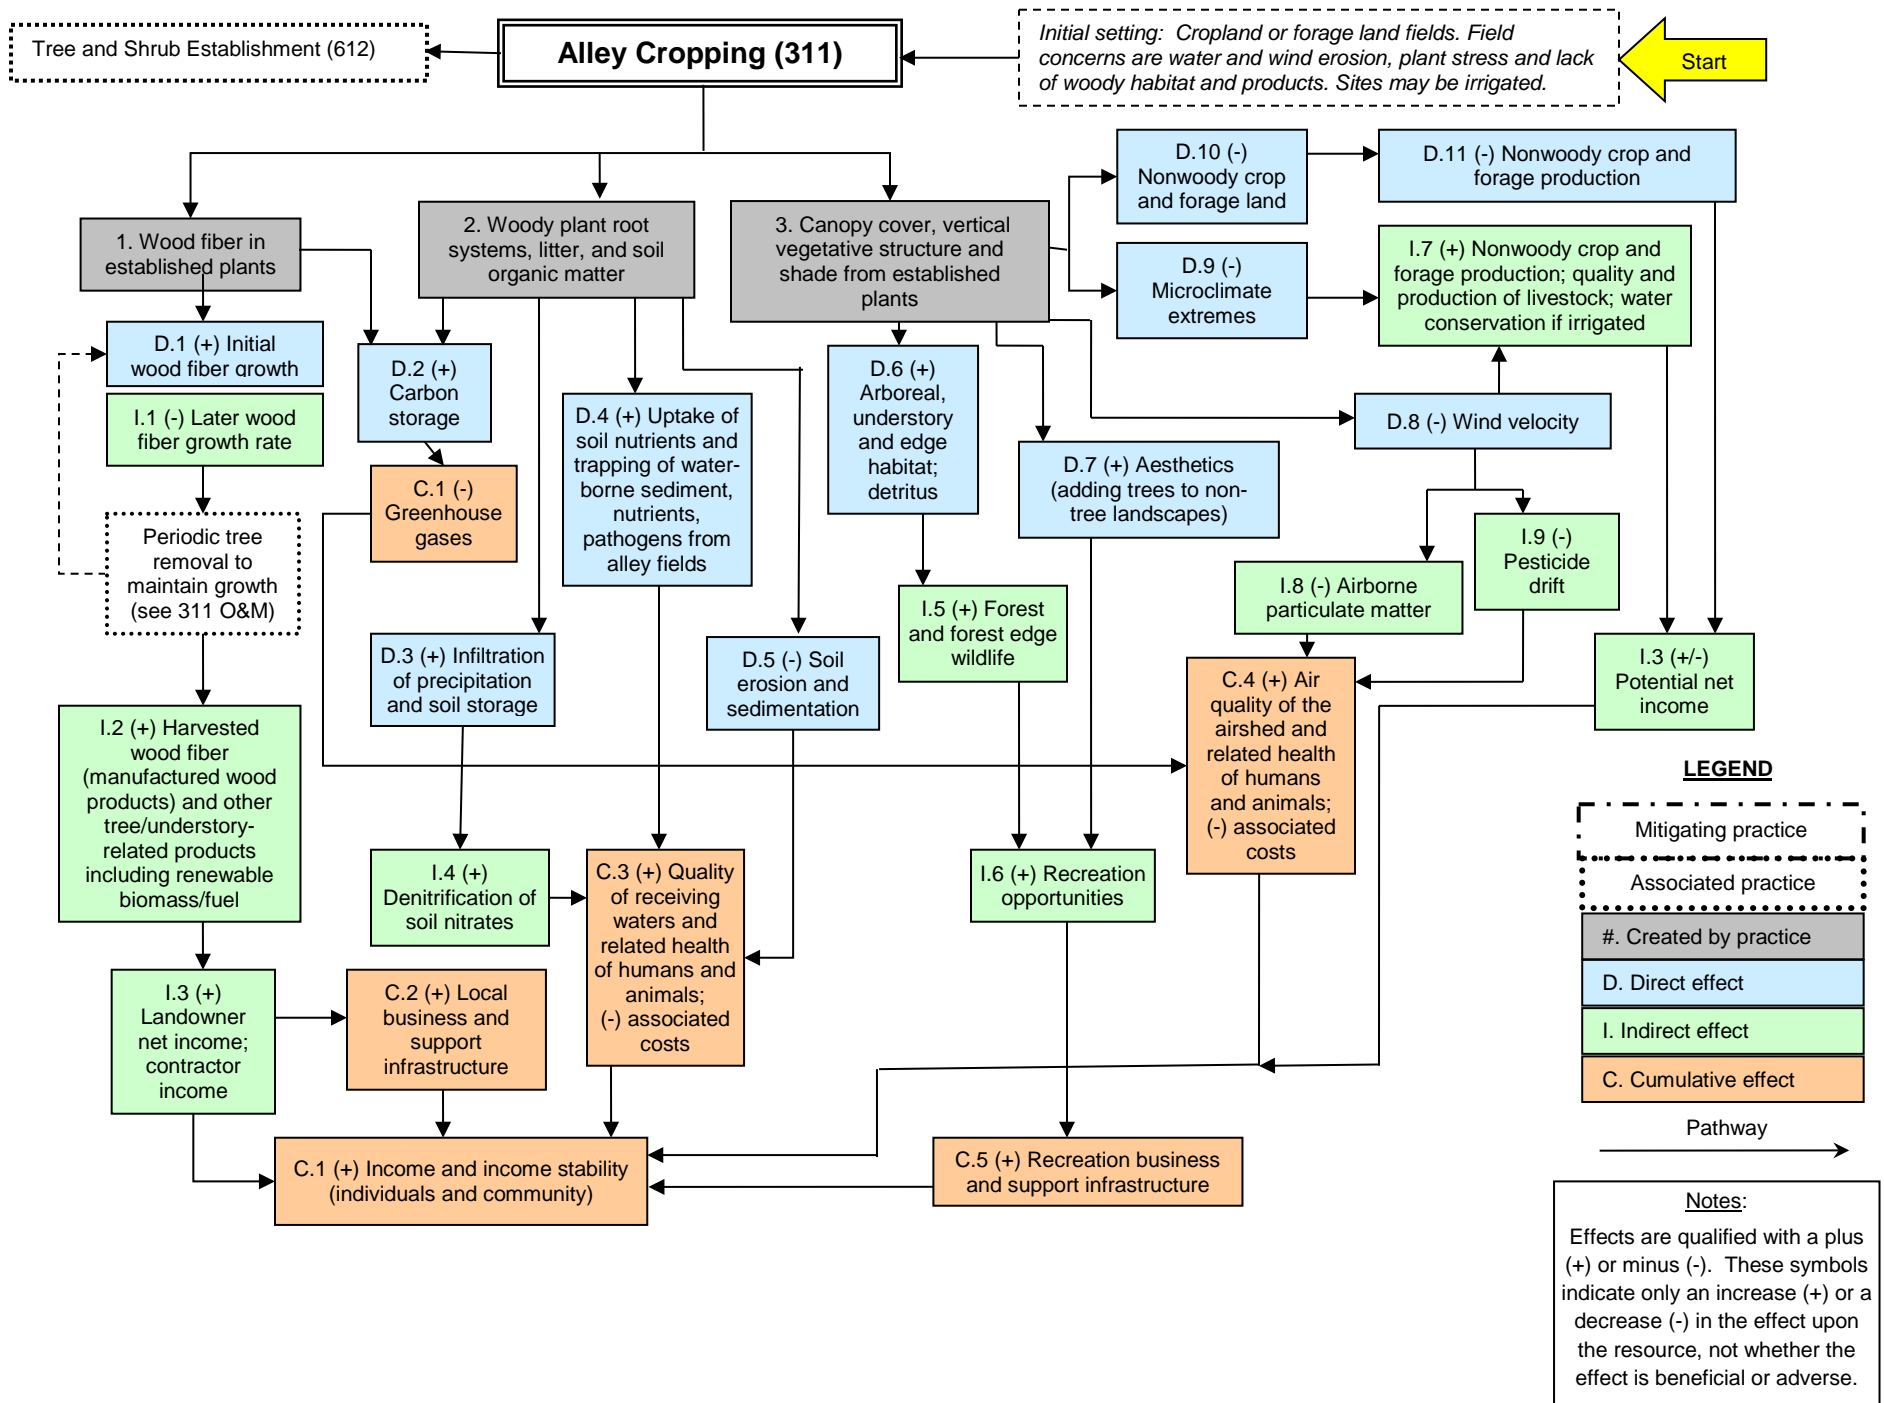 Tree and Shrub Establishment (612)
Alley Cropping (311)
Initial setting:  Cropland or forage land fields. Field
concerns are water and wind erosion, plant stress and lack
of woody habitat and products. Sites may be irrigated.
Start
D.10 (-)
Nonwoody crop
and forage land
D.11 (-) Nonwoody crop and
forage production
1. Wood fiber in
established plants
2. Woody plant root
systems, litter, and soil
organic matter
3. Canopy cover, vertical
vegetative structure and
shade from established
plants
D.9 (-)
Microclimate
extremes
I.7 (+) Nonwoody crop and
forage production; quality and
production of livestock; water
conservation if irrigated
D.1 (+) Initial
wood fiber growth
I.1 (-) Later wood
fiber growth rate
D.2 (+)
Carbon
storage
C.1 (-)
Greenhouse
gases
D.4 (+) Uptake of
soil nutrients and
trapping of water-
borne sediment,
nutrients,
pathogens from
alley fields
D.6 (+)
Arboreal,
understory
and edge
habitat;
detritus
D.7 (+) Aesthetics
(adding trees to non-
tree landscapes)
D.8 (-) Wind velocity
I.9 (-)
Pesticide
drift
I.8 (-) Airborne
particulate matter
Periodic tree
removal to
maintain growth
(see 311 O&M)
I.5 (+) Forest
and forest edge
wildlife
D.3 (+) Infiltration
of precipitation
and soil storage
D.5 (-) Soil
erosion and
sedimentation
C.4 (+) Air
quality of the
airshed and
related health
of humans
and animals;
(-) associated
costs
I.3 (+/-)
Potential net
income
I.2 (+) Harvested
wood fiber
(manufactured wood
products) and other
tree/understory-
related products
including renewable
biomass/fuel
I.4 (+)
Denitrification of
soil nitrates
C.3 (+) Quality
of receiving
waters and
related health
of humans and
animals;
(-) associated
costs
I.6 (+) Recreation
opportunities
I.3 (+)
Landowner
net income;
contractor
income
C.2 (+) Local
business and
support
infrastructure
C.1 (+) Income and income stability
(individuals and community)
C.5 (+) Recreation business
and support infrastructure
LEGEND
Mitigating practice
Associated practice
#. Created by practice
D. Direct effect
I. Indirect effect
C. Cumulative effect
Pathway
Notes:
Effects are qualified with a plus
(+) or minus (-).  These symbols
indicate only an increase (+) or a
decrease (-) in the effect upon
the resource, not whether the
effect is beneficial or adverse.